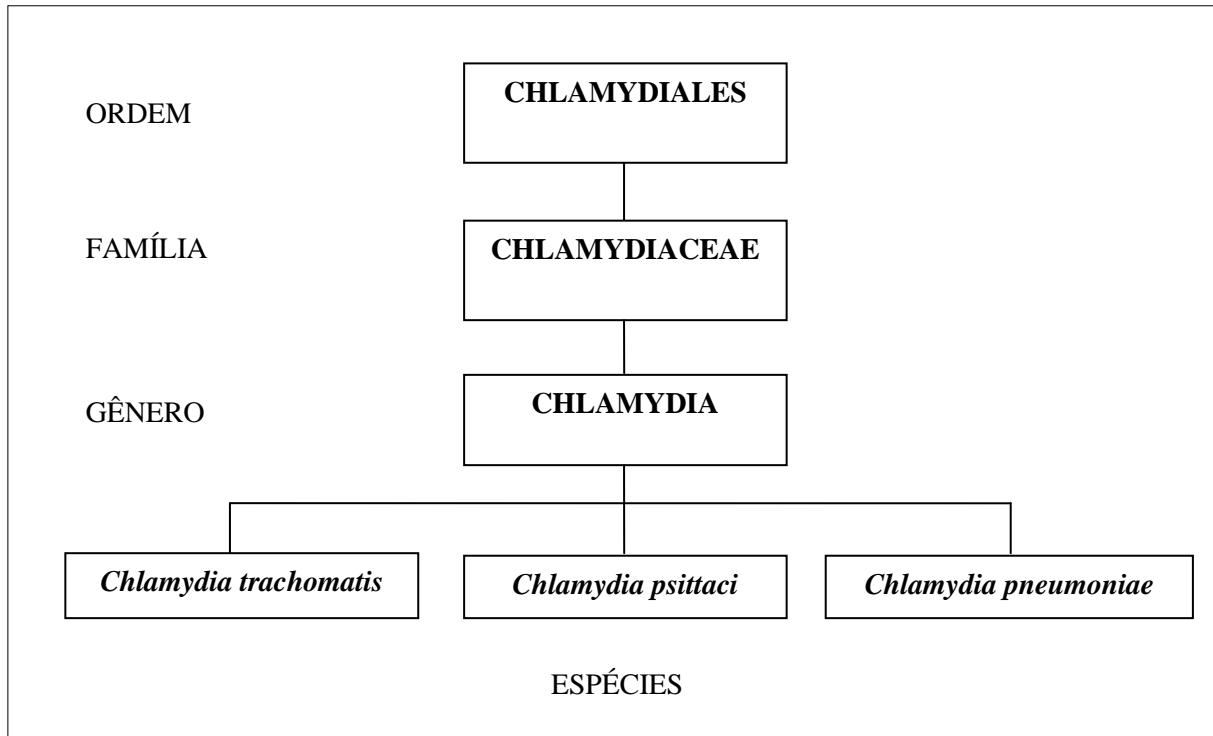 CHLAMYDIALES
ORDEM
FAMÍLIA
CHLAMYDIACEAE
CHLAMYDIA
GÊNERO
Chlamydia trachomatis
Chlamydia psittaci
Chlamydia pneumoniae
ESPÉCIES